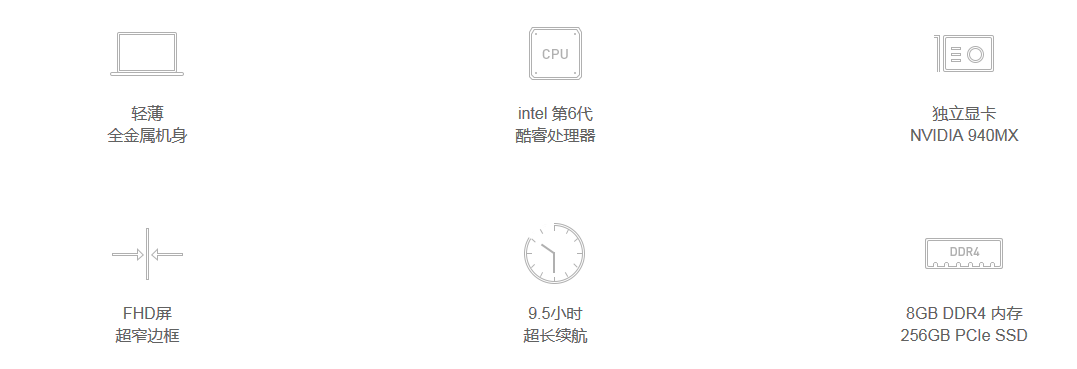 CPU
轻薄
全金属机身
intel 第6代
酷睿处理器
独立显卡
NVIDIA 940MX
DDR4
FHD屏
超窄边框
9.5小时
超长续航
8GB DDR4 内存
256GB PCIe SSD